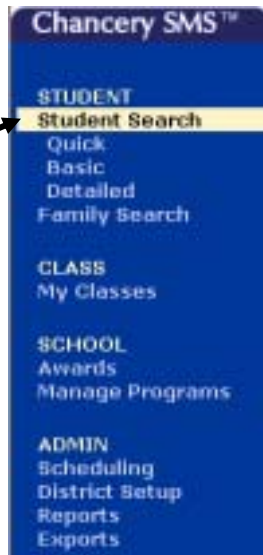 Chancery SMS™
STUDENT
Student Search
Quick
Basic
Detailed
Family Search
CLASS
My Classes
SCHOOL
Awards
Manage Programs
ADMIN
Scheduling
District Setup
Reports
Exports